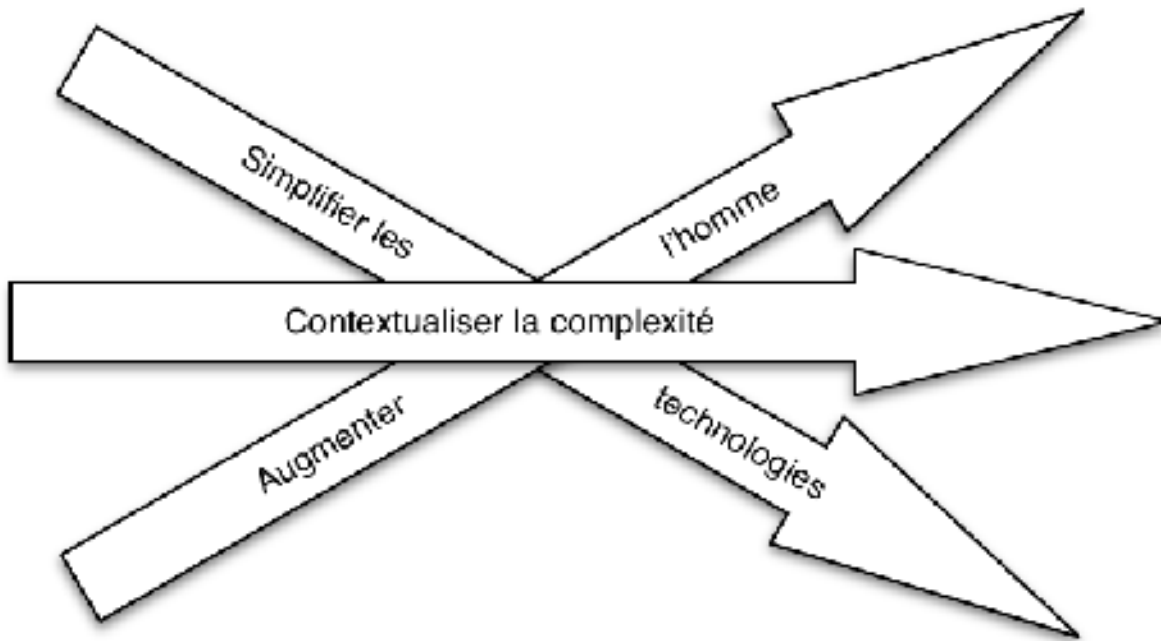 Simplifier les technologies
Contextualiser la complexité
Augmenter l'homme